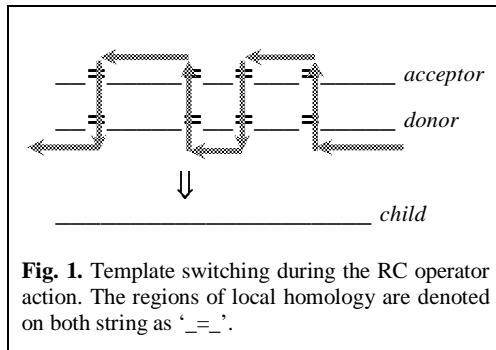 acceptor
donor
child
Fig. 1. Template switching during the RC operator
action. The regions of local homology are denoted
on both string as ‘_=_’.